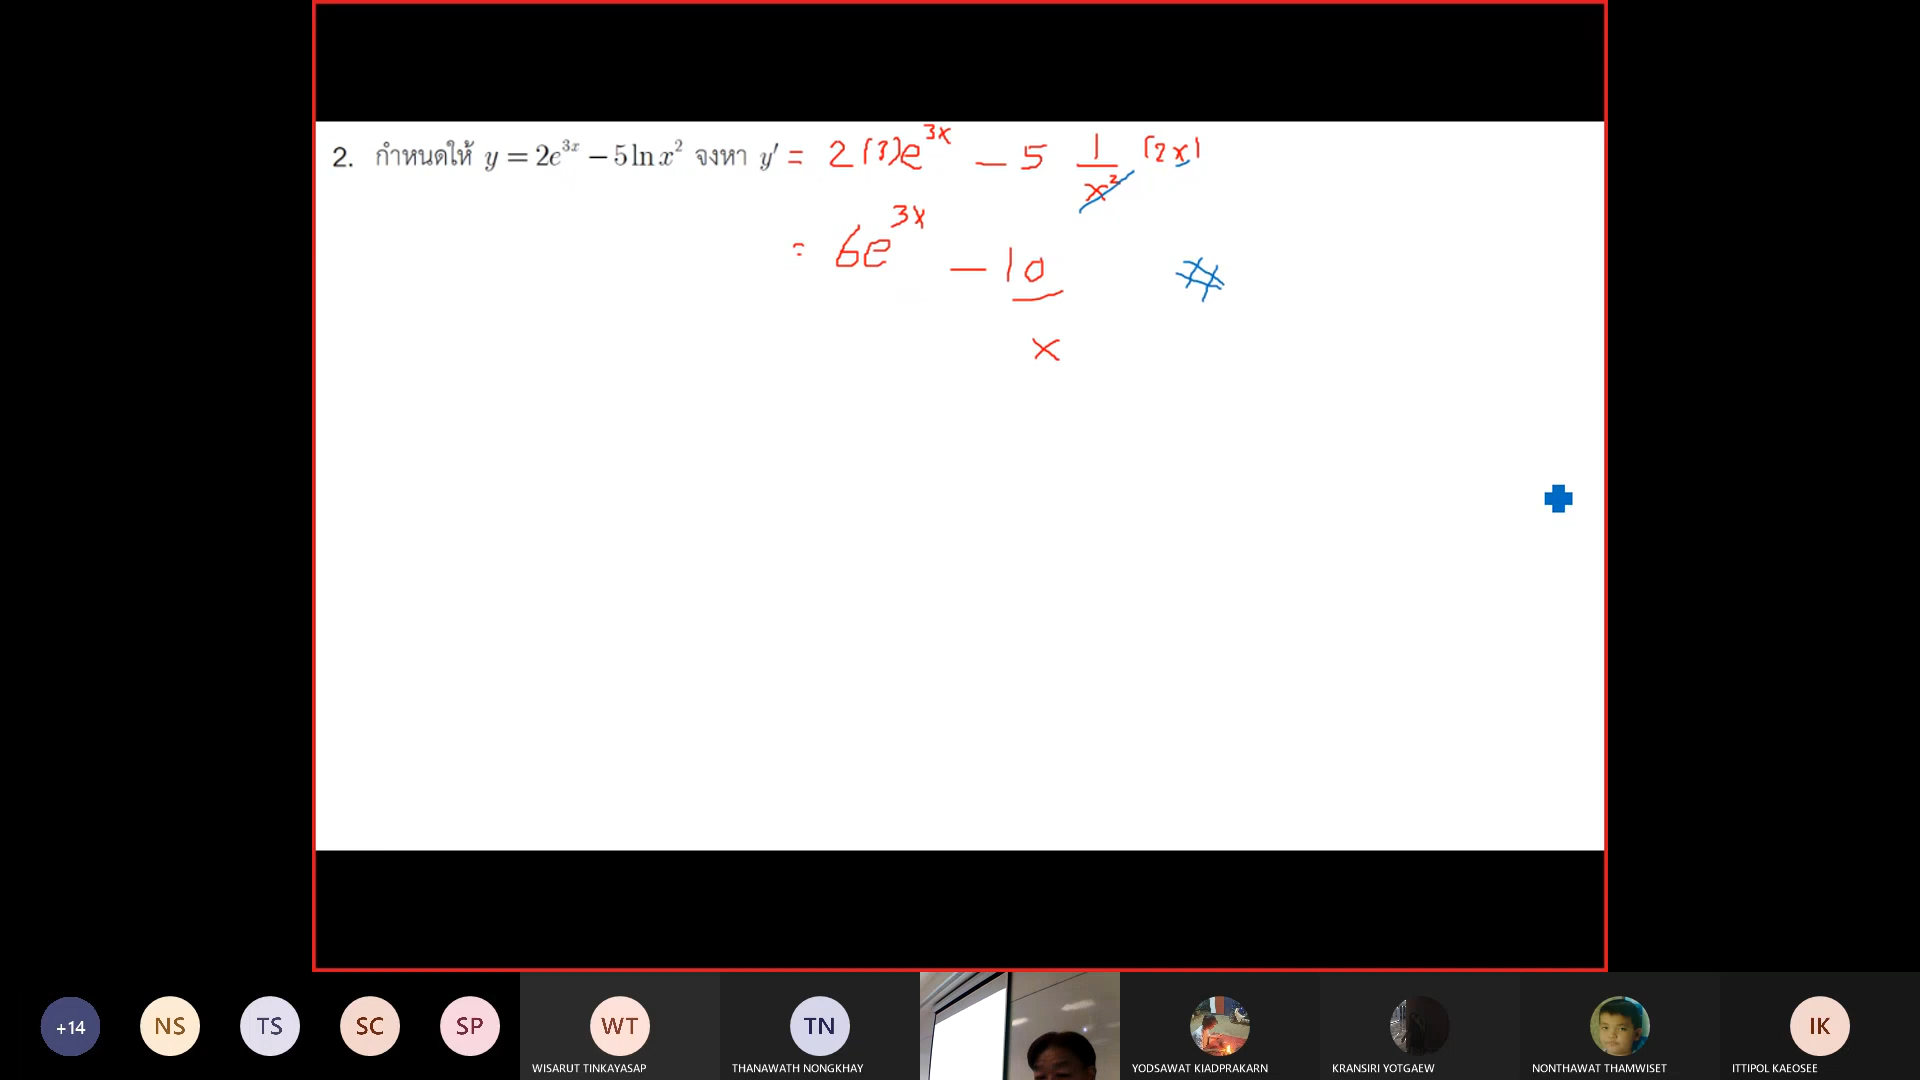 2. กำหนดให้ y = 2e^{3x} − 5 ln x² จงหา y′ = 2(3)e^{3x} − 5 1/x² (2x)
= 6e^{3x} − 10/x #
+14 NS TS SC SP WT TN IK
WISARUT TINKAYASAP THANAWATH NONGKHAY YODSAWAT KIADPRAKARN KRANSIRI YOTGAEW NONTHAWAT THAMWISET ITTIPOL KAEOSEE